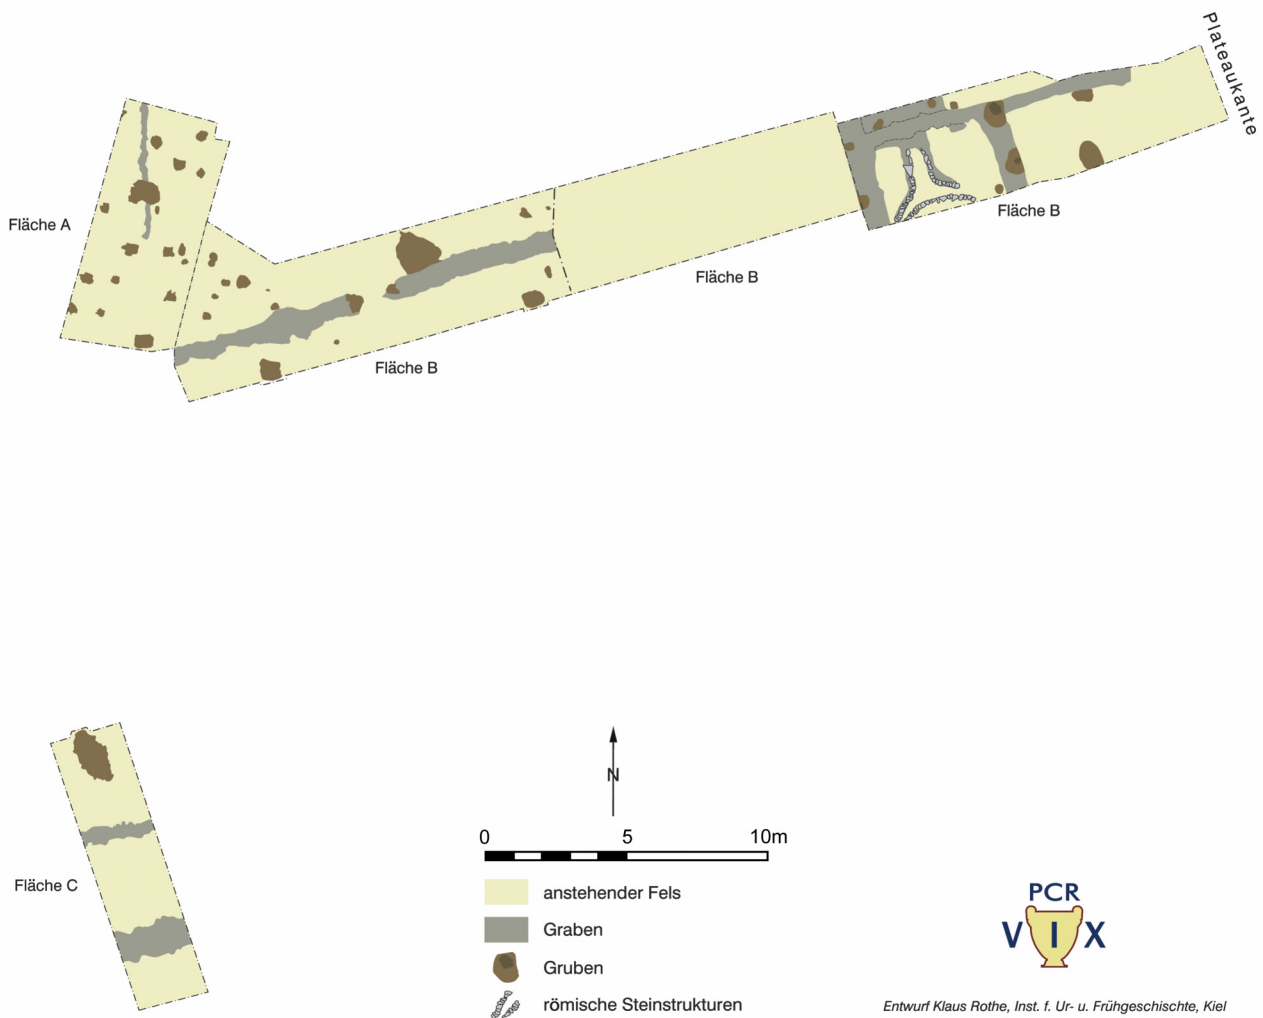 Plateaukante
Fläche A
Fläche B
Fläche B
Fläche B
Fläche C
N
0 5 10m
anstehender Fels
Graben
Gruben
römische Steinstrukturen
PCR
V I X
Entwurf Klaus Rothe, Inst. f. Ur- u. Frühgeschischte, Kiel